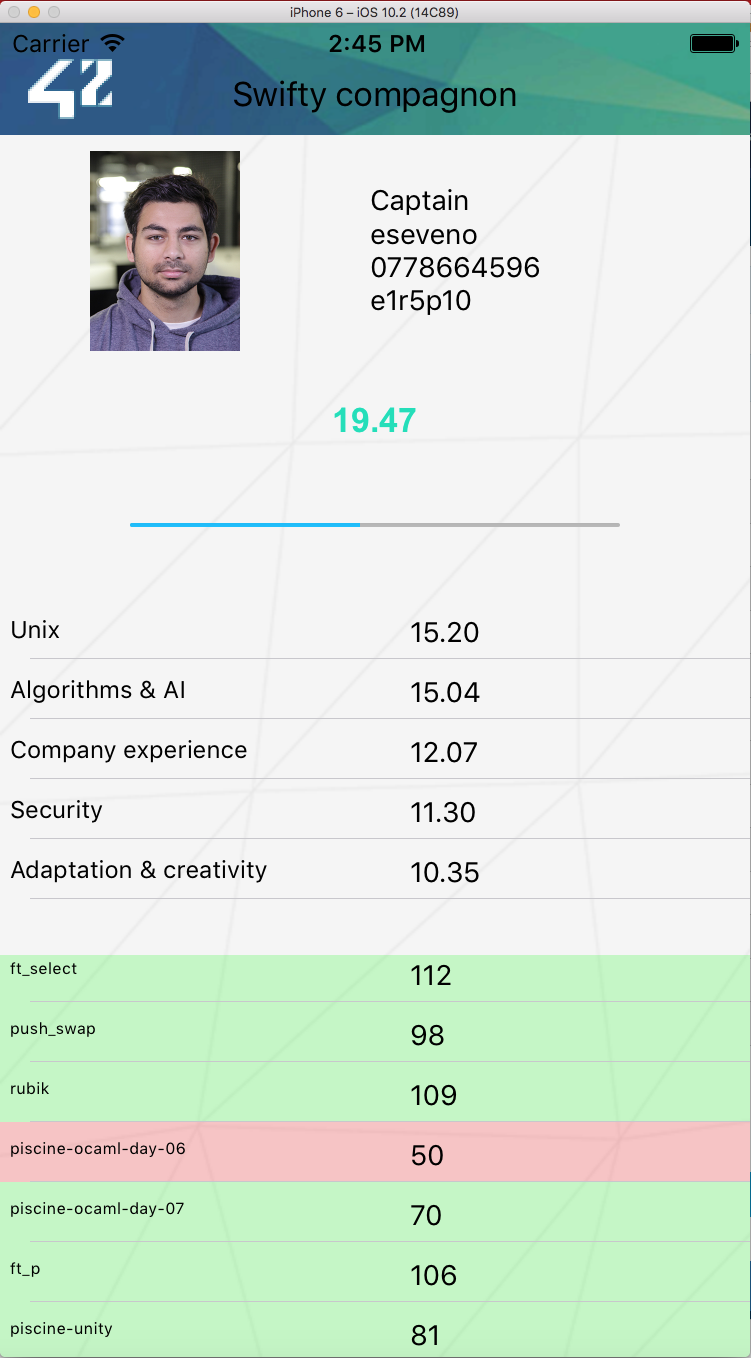 iPhone 6 – iOS 10.2 (14C89)
Carrier 2:45 PM
42 Swifty compagnon
Captain
eseveno
0778664596
e1r5p10
19.47
Unix 15.20
Algorithms & AI 15.04
Company experience 12.07
Security 11.30
Adaptation & creativity 10.35
ft_select 112
push_swap 98
rubik 109
piscine-ocaml-day-06 50
piscine-ocaml-day-07 70
ft_p 106
piscine-unity 81